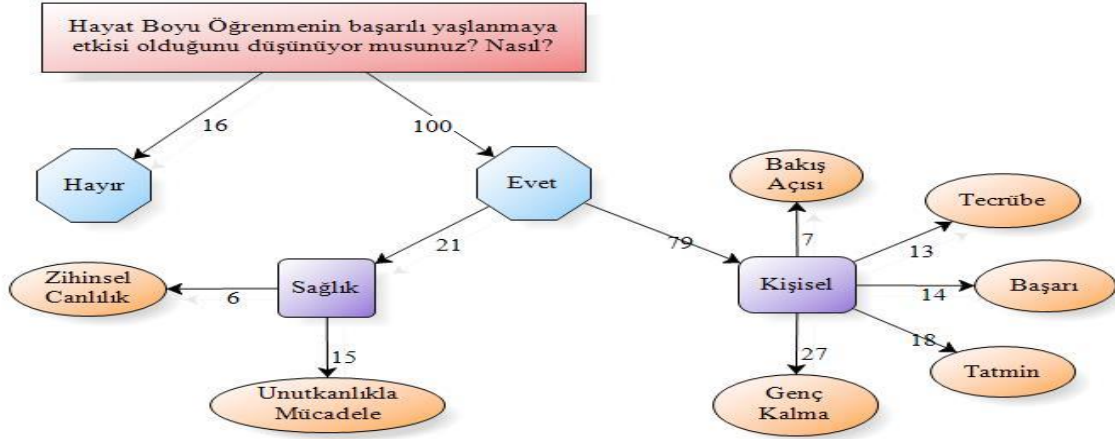 Hayat Boyu Öğrenmenin başarılı yaşlanmaya
etkisi olduğunu düşünüyor musunuz? Nasıl?
16
100
Hayır
Evet
Bakış
Açısı
Tecrübe
21
79
7
13
Zihinsel
Canlılık
6
Sağlık
Kişisel
14
Başarı
15
27
18
Tatmin
Unutkanlıkla
Mücadele
Genç
Kalma